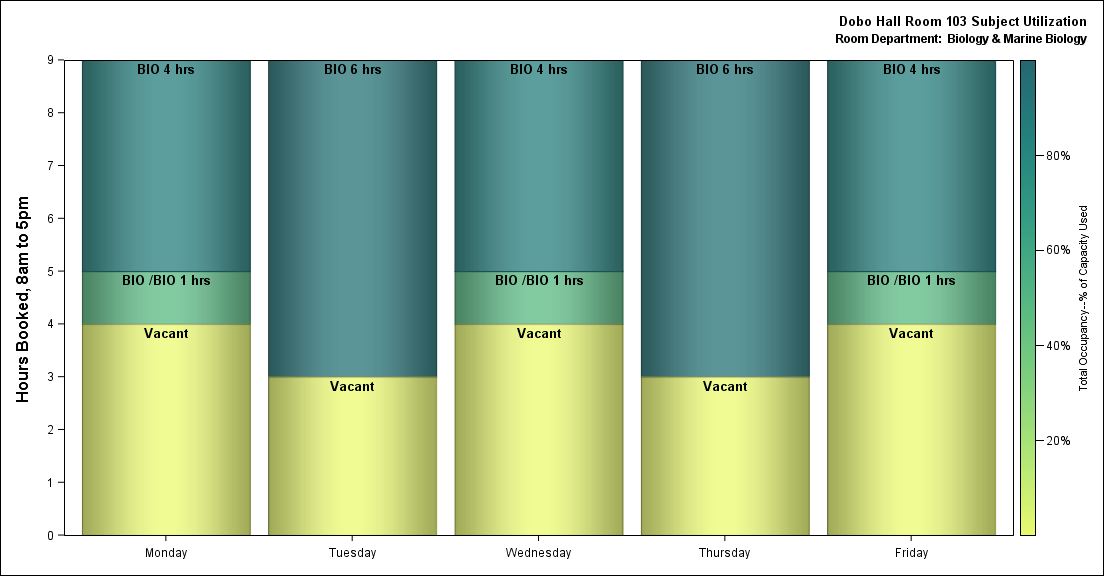 Dobo Hall Room 103 Subject Utilization
Room Department: Biology & Marine Biology
Hours Booked, 8am to 5pm
9
8
7
6
5
4
3
2
1
0
BIO 4 hrs
BIO 6 hrs
BIO 4 hrs
BIO 6 hrs
BIO 4 hrs
BIO /BIO 1 hrs
BIO /BIO 1 hrs
BIO /BIO 1 hrs
Vacant
Vacant
Vacant
Vacant
Vacant
Monday
Tuesday
Wednesday
Thursday
Friday
80%
60%
40%
20%
Total Occupancy--% of Capacity Used